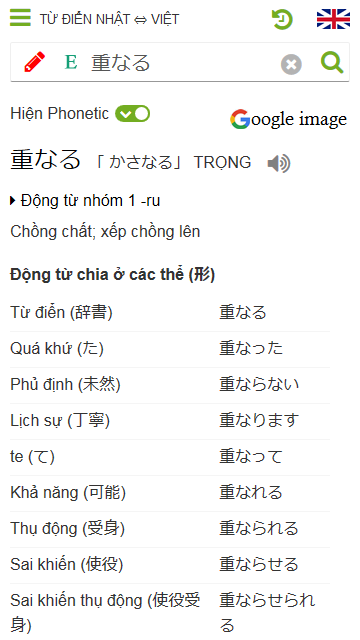 TỪ ĐIỂN NHẬT ⇔ VIỆT
E 重なる
Hiện Phonetic
Google image
重なる 「 かさなる」 TRỌNG
Động từ nhóm 1 -ru
Chồng chất; xếp chồng lên
Động từ chia ở các thể (形)
Từ điển (辞書) 重なる
Quá khứ (た) 重なった
Phủ định (未然) 重ならない
Lịch sự (丁寧) 重なります
te (て) 重なって
Khả năng (可能) 重なれる
Thụ động (受身) 重なられる
Sai khiến (使役) 重ならせる
Sai khiến thụ động (使役受身) 重ならせられる